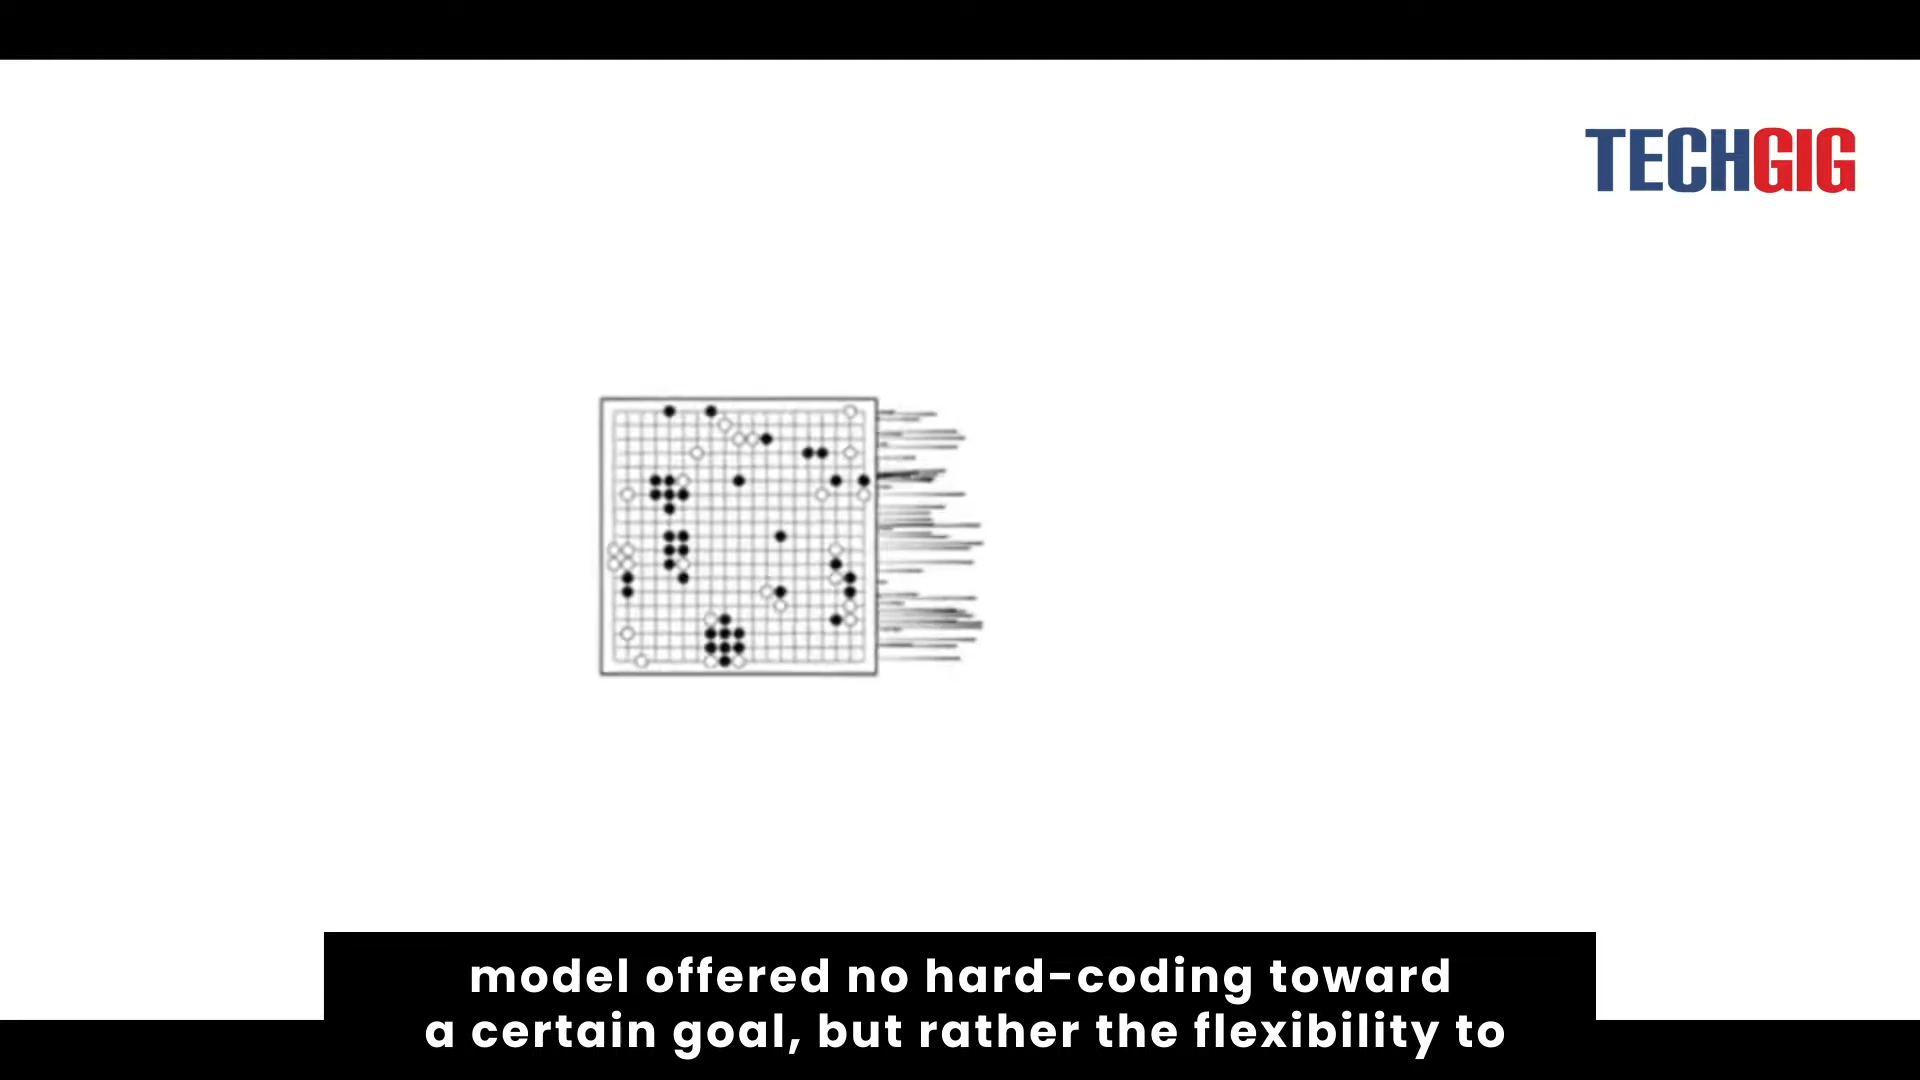 TECHGIG
model offered no hard-coding toward
a certain goal, but rather the flexibility to